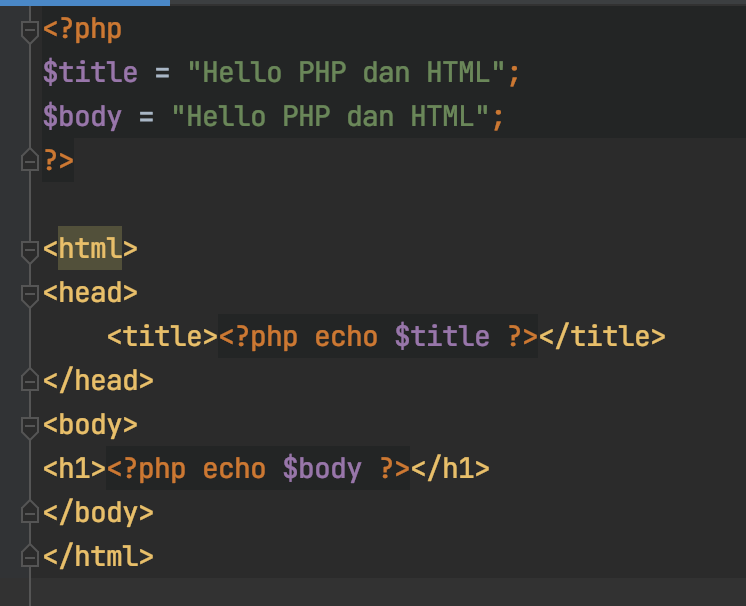 <?php
$title = "Hello PHP dan HTML";
$body = "Hello PHP dan HTML";
?>
<html>
<head>
<title><?php echo $title ?></title>
</head>
<body>
<h1><?php echo $body ?></h1>
</body>
</html>